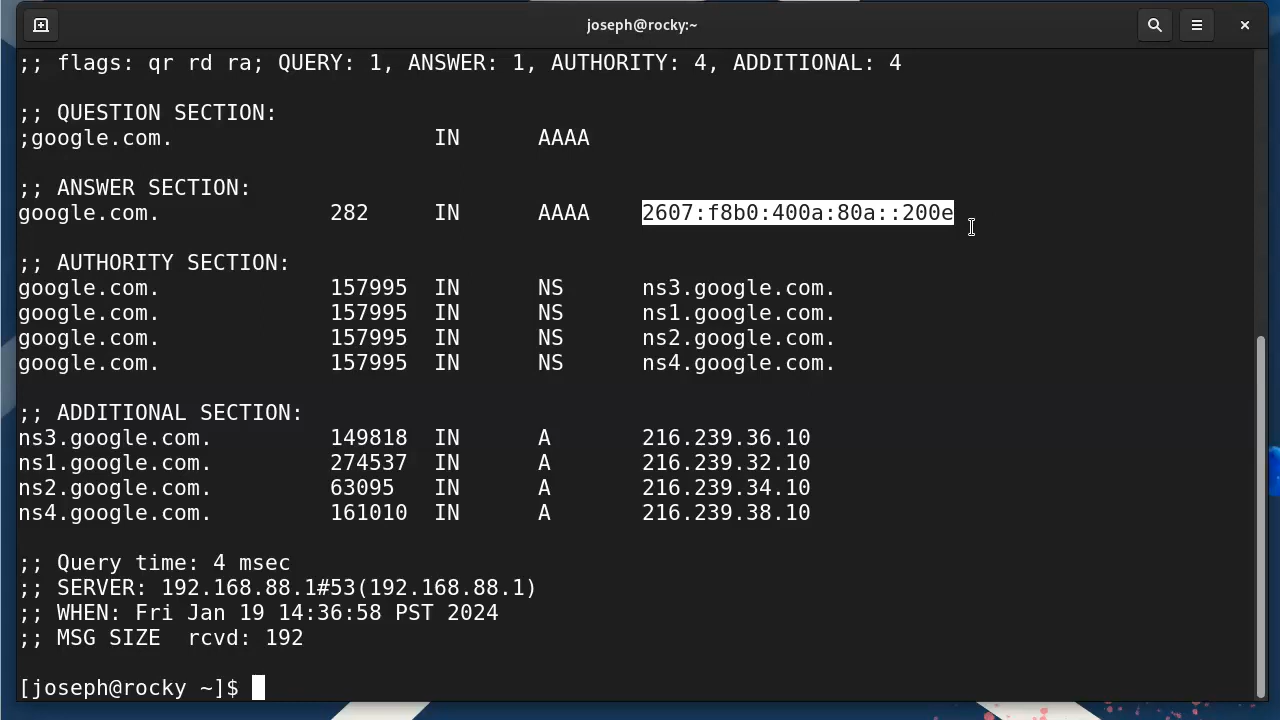 joseph@rocky:~
;; flags: qr rd ra; QUERY: 1, ANSWER: 1, AUTHORITY: 4, ADDITIONAL: 4
;; QUESTION SECTION:
;google.com. IN AAAA
;; ANSWER SECTION:
google.com. 282 IN AAAA 2607:f8b0:400a:80a::200e
;; AUTHORITY SECTION:
google.com. 157995 IN NS ns3.google.com.
google.com. 157995 IN NS ns1.google.com.
google.com. 157995 IN NS ns2.google.com.
google.com. 157995 IN NS ns4.google.com.
;; ADDITIONAL SECTION:
ns3.google.com. 149818 IN A 216.239.36.10
ns1.google.com. 274537 IN A 216.239.32.10
ns2.google.com. 63095 IN A 216.239.34.10
ns4.google.com. 161010 IN A 216.239.38.10
;; Query time: 4 msec
;; SERVER: 192.168.88.1#53(192.168.88.1)
;; WHEN: Fri Jan 19 14:36:58 PST 2024
;; MSG SIZE  rcvd: 192
[joseph@rocky ~]$